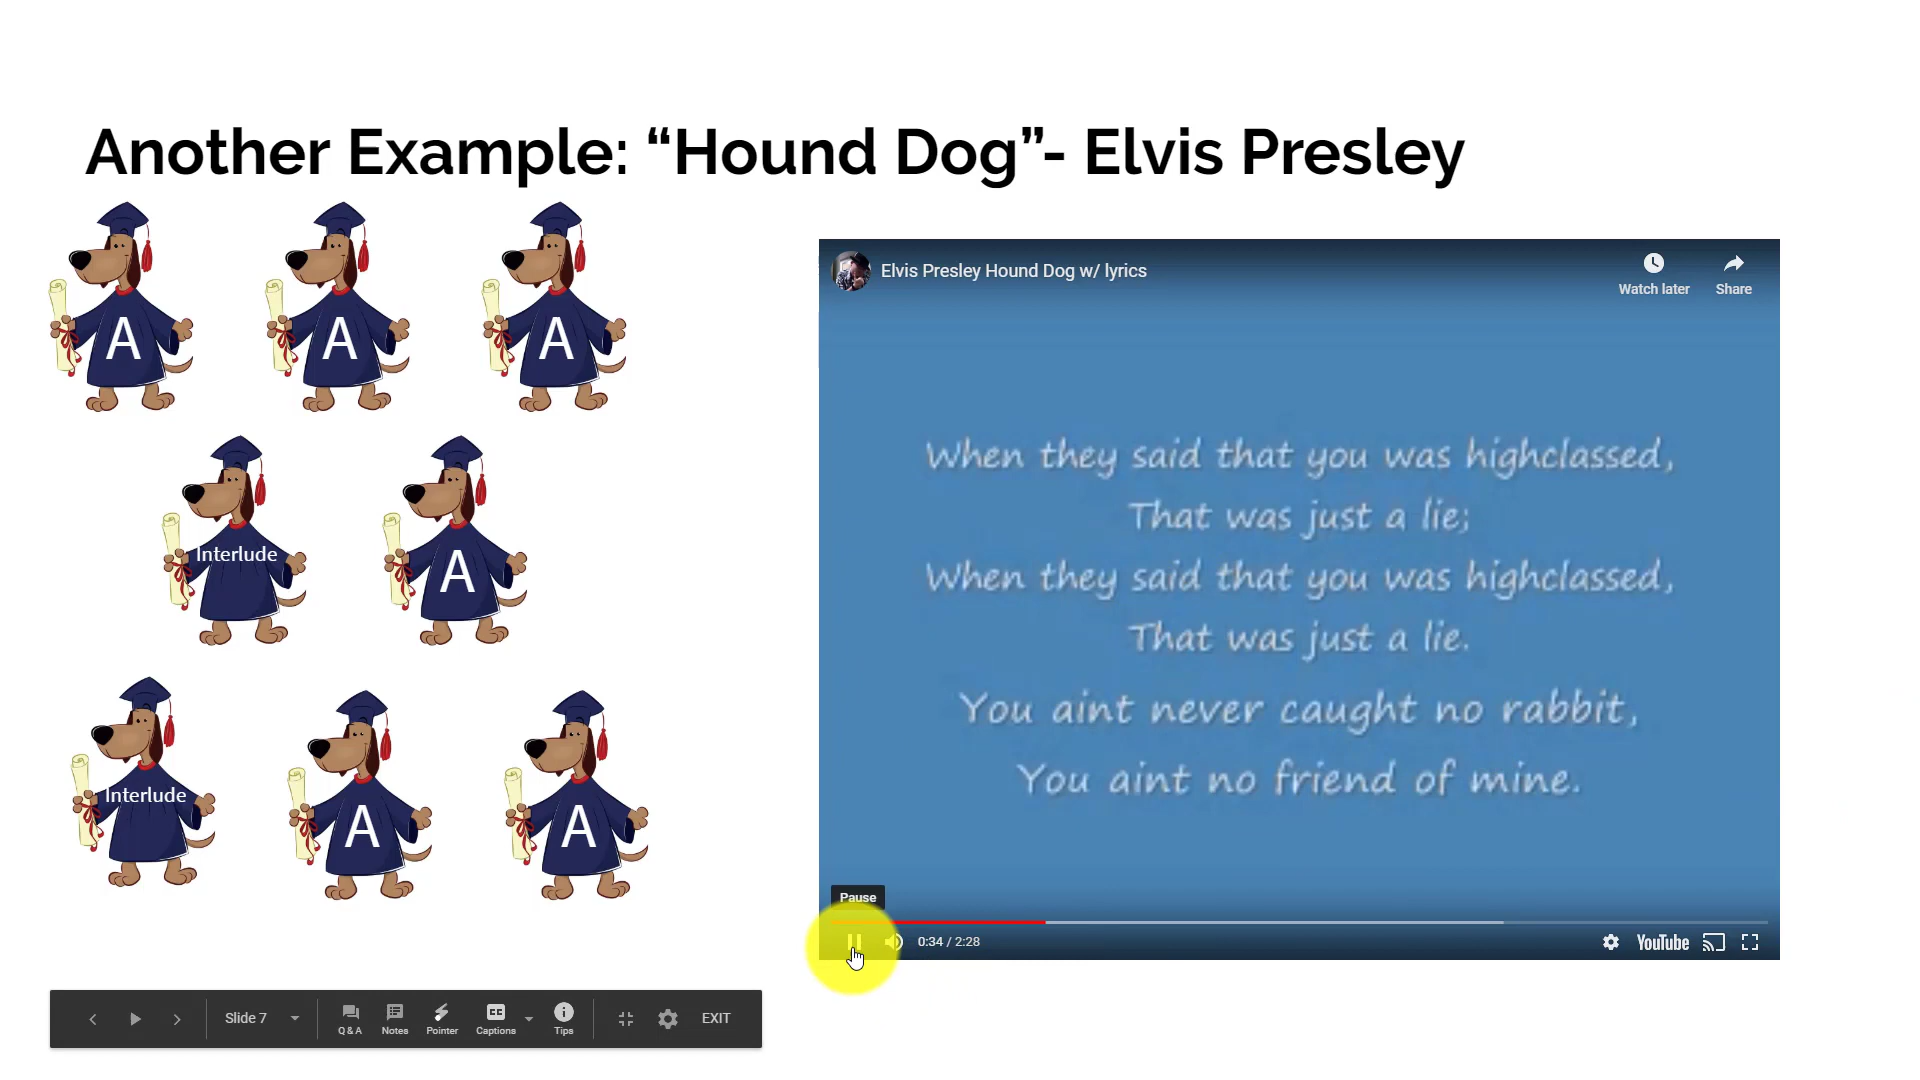 Another Example: “Hound Dog”- Elvis Presley
A A A
Interlude A
Interlude A A
Elvis Presley Hound Dog w/ lyrics
Watch later Share
When they said that you was highclassed,
That was just a lie;
When they said that you was highclassed,
That was just a lie.
You aint never caught no rabbit,
You aint no friend of mine.
Pause
0:34 / 2:28 YouTube
Slide 7 Q & A Notes Pointer CC Captions Tips EXIT